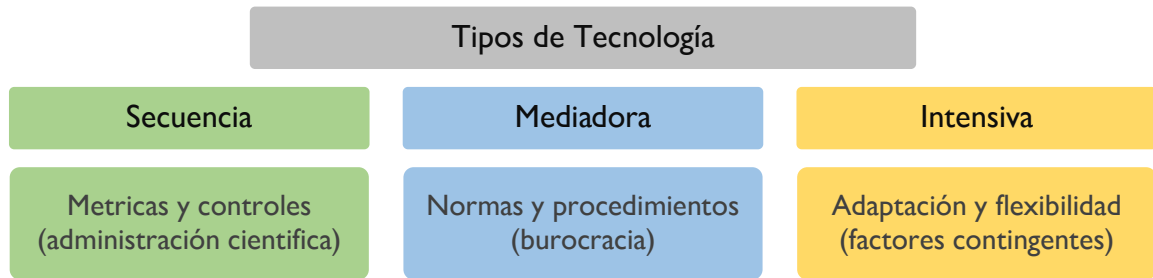 Tipos de Tecnología
Secuencia
Mediadora
Intensiva
Metricas y controles
(administración cientifica)
Normas y procedimientos
(burocracia)
Adaptación y flexibilidad
(factores contingentes)